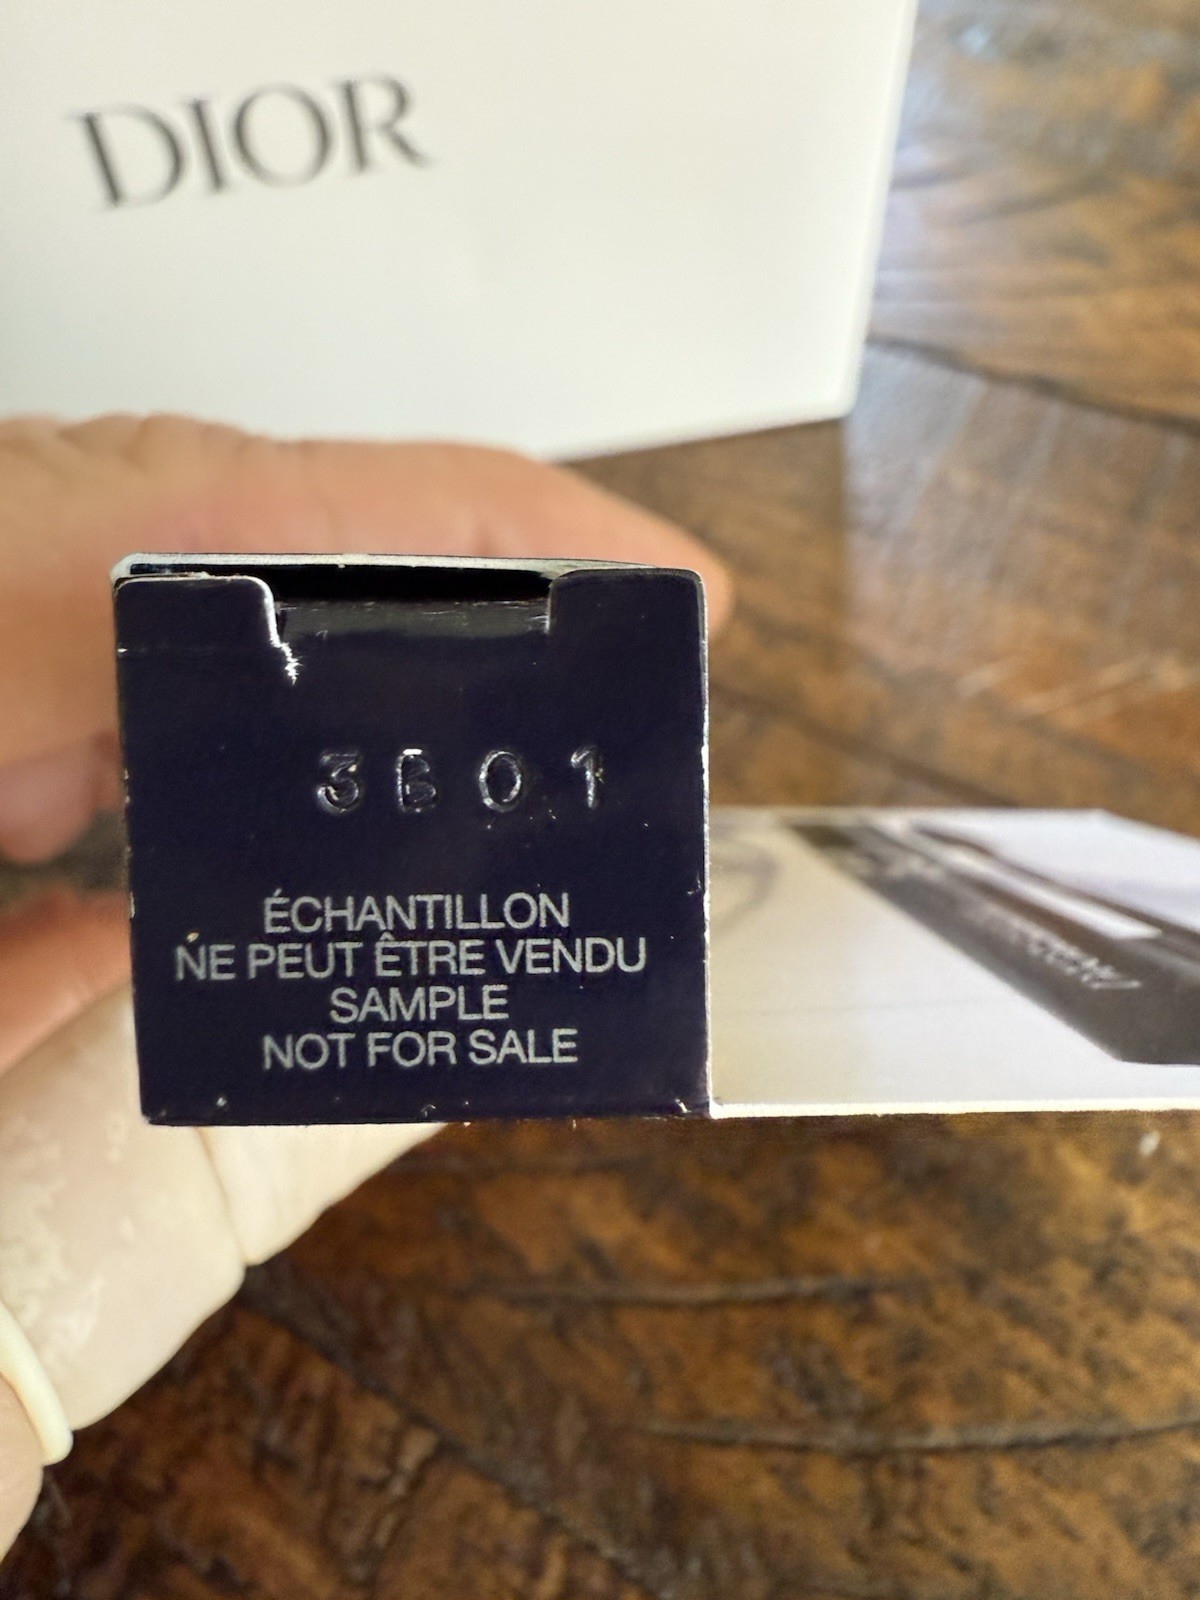 DIOR
3B01
ÉCHANTILLON
NE PEUT ÊTRE VENDU
SAMPLE
NOT FOR SALE